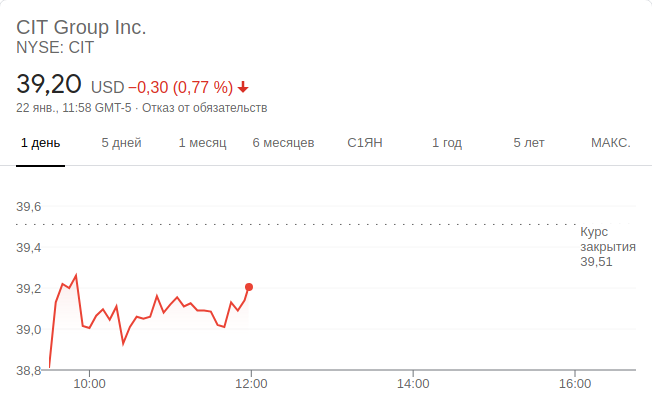 CIT Group Inc.
NYSE: CIT
39,20 USD −0,30 (0,77 %)
22 янв., 11:58 GMT-5 · Отказ от обязательств
1 день 5 дней 1 месяц 6 месяцев С1ЯН 1 год 5 лет МАКС.
39,6
Курс
закрытия
39,51
39,4
39,2
39,0
38,8
10:00 12:00 14:00 16:00